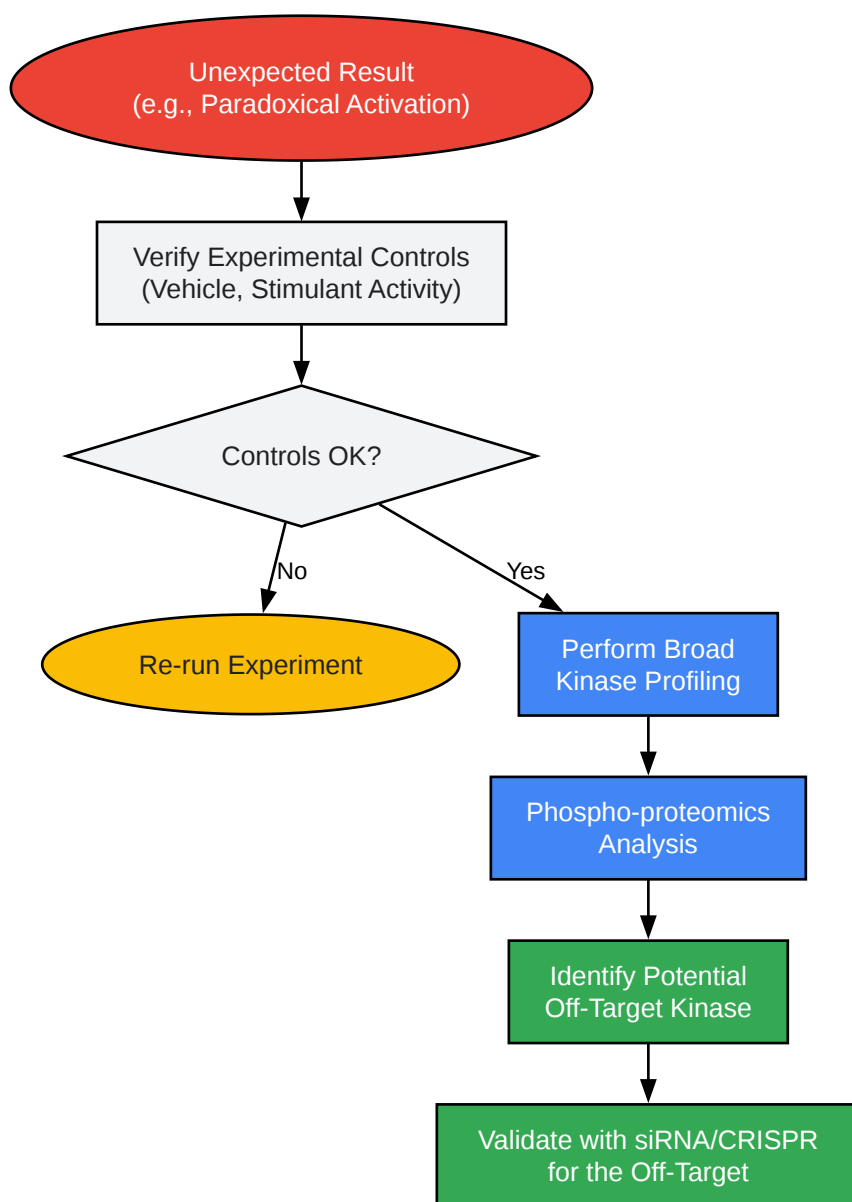 Unexpected Result
(e.g., Paradoxical Activation)
Verify Experimental Controls
(Vehicle, Stimulant Activity)
Controls OK?
No
Yes
Re-run Experiment
Perform Broad
Kinase Profiling
Phospho-proteomics
Analysis
Identify Potential
Off-Target Kinase
Validate with siRNA/CRISPR
for the Off-Target